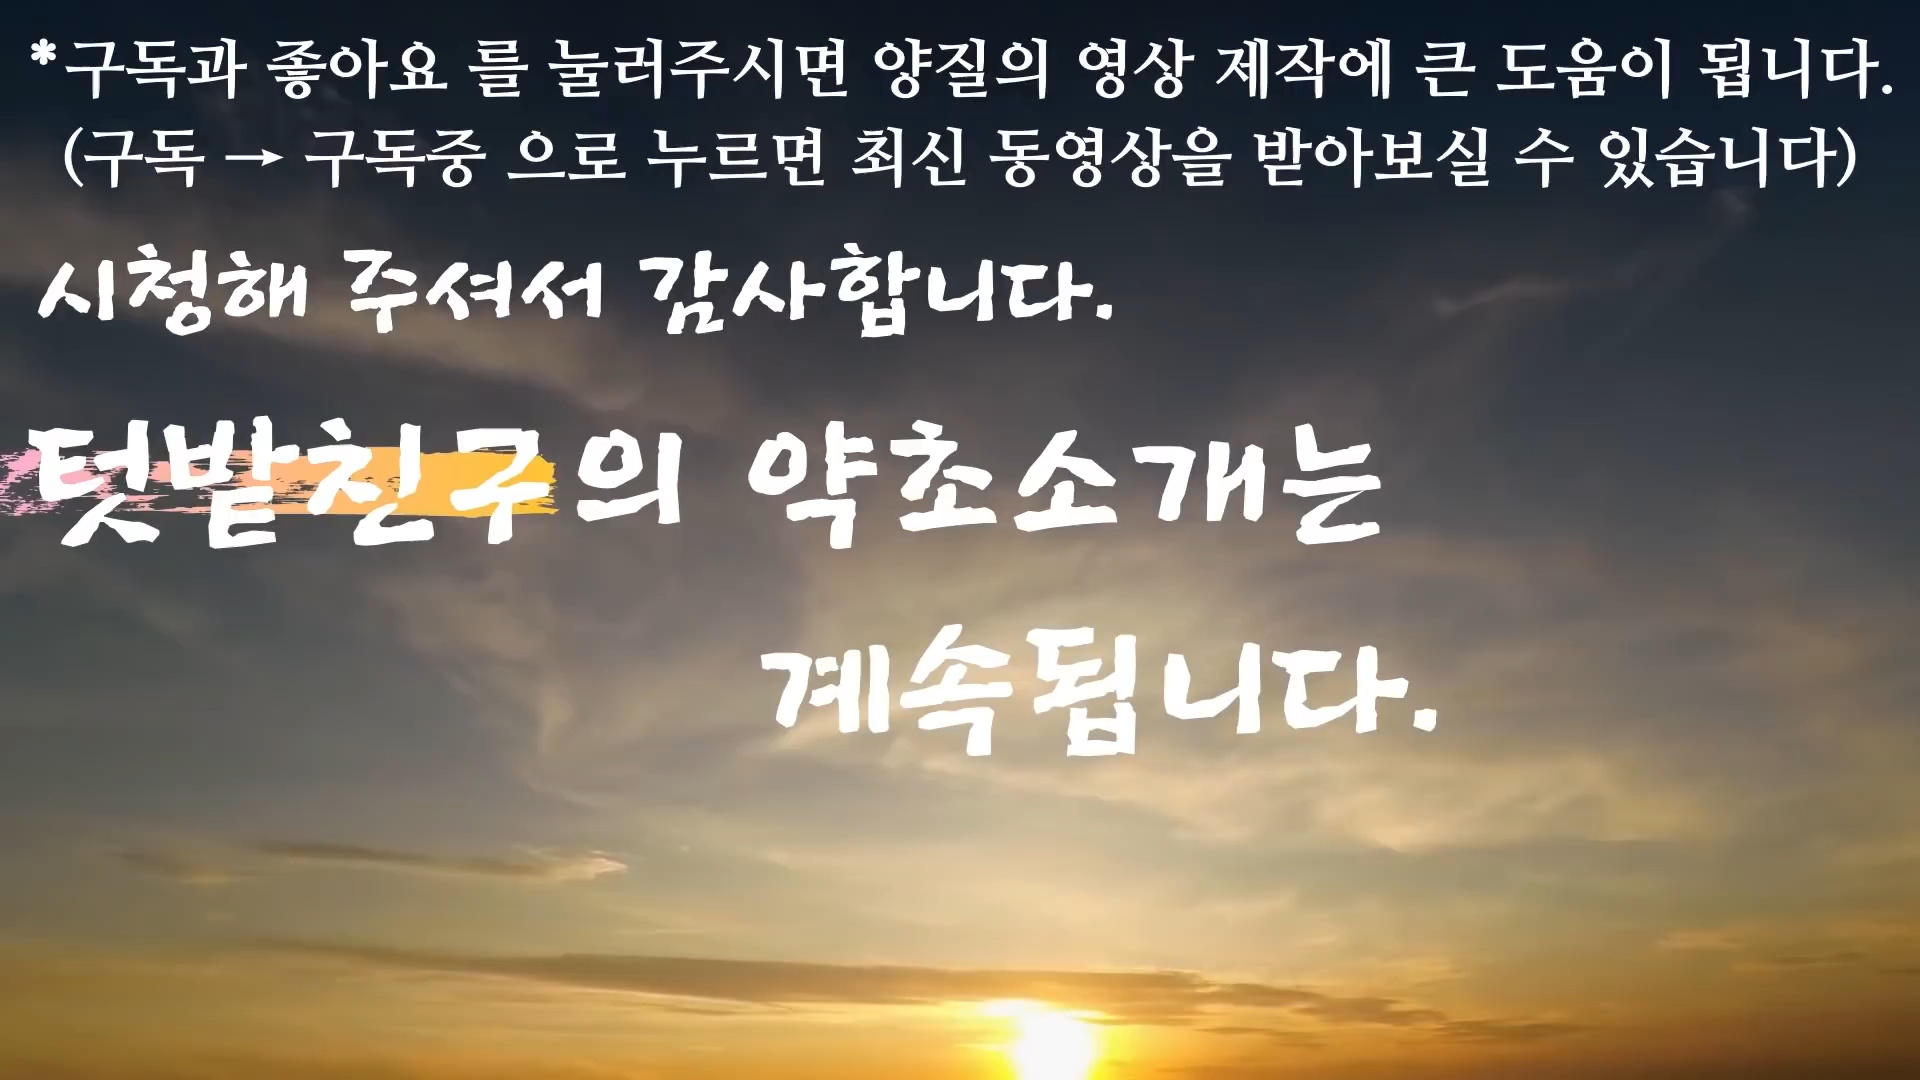 *구독과 좋아요 를 눌러주시면 양질의 영상 제작에 큰 도움이 됩니다.
(구독 → 구독중 으로 누르면 최신 동영상을 받아보실 수 있습니다)
시청해 주셔서 감사합니다.
텃밭친구의 약초소개는
계속됩니다.